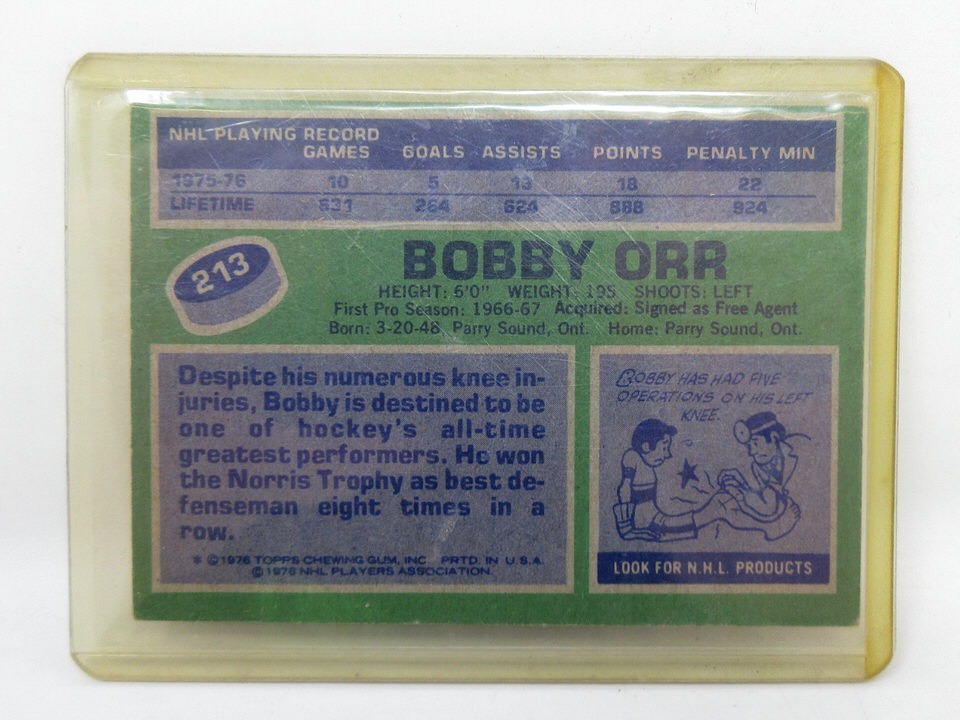 NHL PLAYING RECORD
GAMES GOALS ASSISTS POINTS PENALTY MIN
1975-76 10 5 13 18 22
LIFETIME 631 264 624 888 924
213
BOBBY ORR
HEIGHT: 6'0" WEIGHT: 195 SHOOTS: LEFT
First Pro Season: 1966-67 Acquired: Signed as Free Agent
Born: 3-20-48, Parry Sound, Ont. Home: Parry Sound, Ont.
Despite his numerous knee in-
juries, Bobby is destined to be
one of hockey's all-time
greatest performers. He won
the Norris Trophy as best de-
fenseman eight times in a
row.
* © 1976 TOPPS CHEWING GUM, INC. PRTD. IN U.S.A.
© 1976 NHL PLAYERS ASSOCIATION.
BOBBY HAS HAD FIVE
OPERATIONS ON HIS LEFT
KNEE.
LOOK FOR N.H.L. PRODUCTS